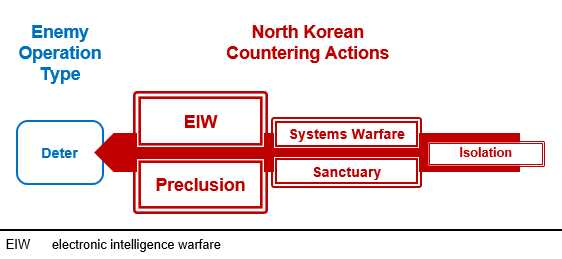 Enemy
Operation
Type
North Korean
Countering Actions
Deter
EIW
Preclusion
Systems Warfare
Sanctuary
Isolation
EIW electronic intelligence warfare